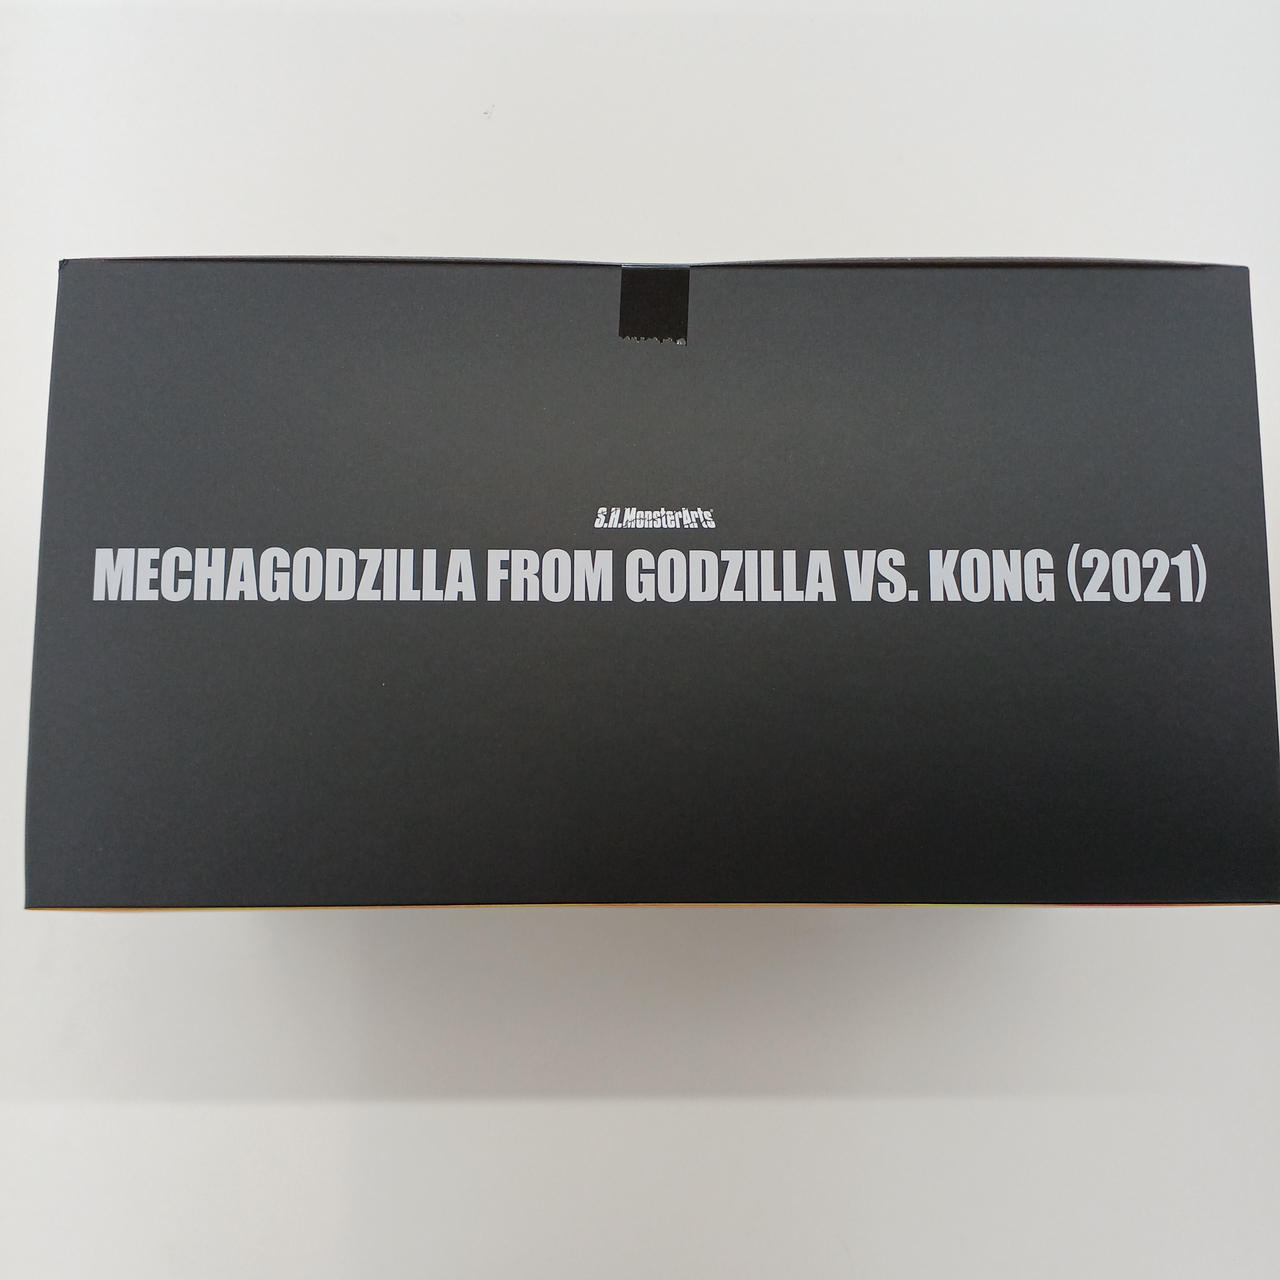 S.H.MonsterArts
MECHAGODZILLA FROM GODZILLA VS. KONG (2021)